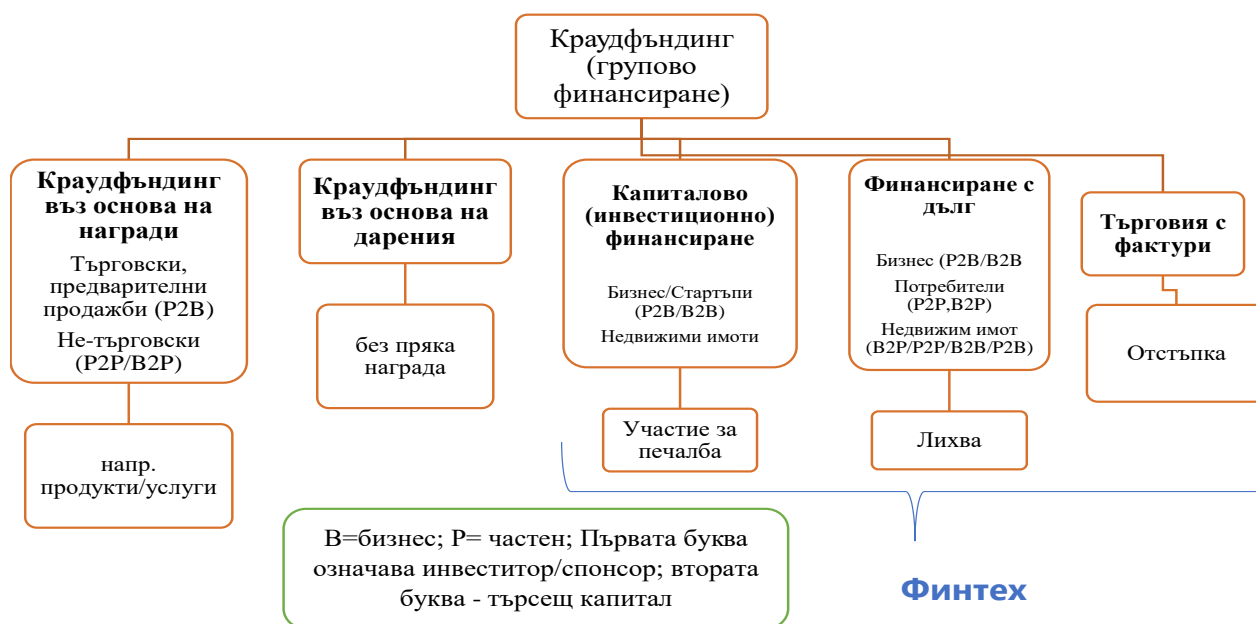 Краудфъндинг
(групово
финансиране)
Краудфъндинг
въз основа на
награди
Търговски,
предварителни
продажби (P2B)
Не-търговски
(P2P/B2P)
напр.
продукти/услуги
Краудфъндинг
въз основа на
дарения
без пряка
награда
Капиталово
(инвестиционно)
финансиране
Бизнес/Стартъпи
(P2B/B2B)
Недвижими имоти
Участие за
печалба
Финансиране с
дълг
Бизнес (P2B/B2B
Потребители
(P2P,B2P)
Недвижим имот
(B2P/P2P/B2B/P2B)
Лихва
Търговия с
фактури
Отстъпка
B=бизнес; P= частен; Първата буква
означава инвеститор/спонсор; втората
буква - търсещ капитал
Финтех